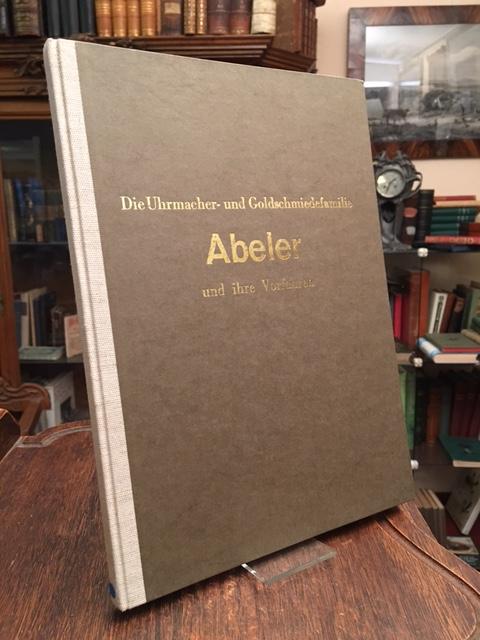 Die Uhrmacher- und Goldschmiedefamilie
Abeler
und ihre Vorfahren